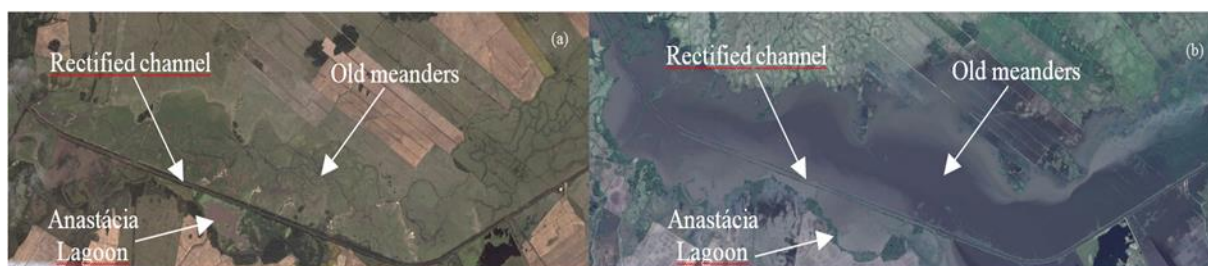 (a)
Rectified channel
Old meanders
Anastácia
Lagoon
(b)
Rectified channel
Old meanders
Anastácia
Lagoon